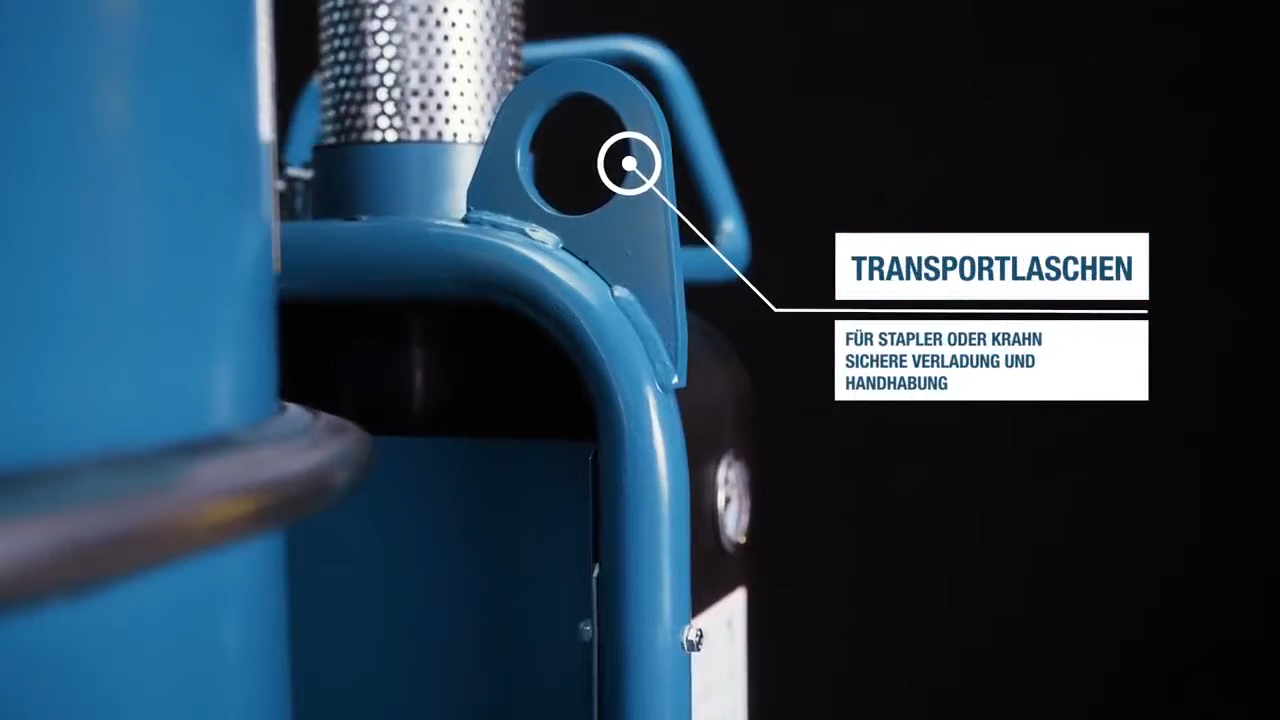 TRANSPORTLASCHEN
FÜR STAPLER ODER KRAHN
SICHERE VERLADUNG UND
HANDHABUNG